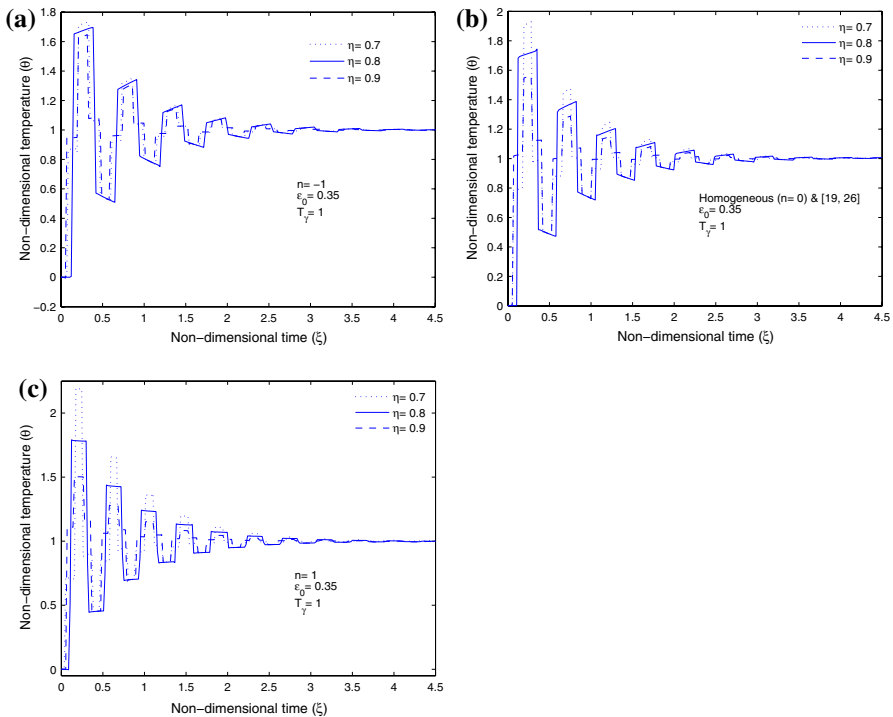 (a)
1.8
1.6
1.4
1.2
1
0.8
0.6
0.4
0.2
0
−0.2
Non−dimensional temperature (θ)
η= 0.7
η= 0.8
η= 0.9
n= −1
ε0= 0.35
Tγ= 1
0 0.5 1 1.5 2 2.5 3 3.5 4 4.5
Non−dimensional time (ξ)
(b)
2
1.8
1.6
1.4
1.2
1
0.8
0.6
0.4
0.2
0
Non−dimensional temperature (θ)
η= 0.7
η= 0.8
η= 0.9
Homogeneous (n= 0) & [19, 26]
ε0= 0.35
Tγ= 1
0 0.5 1 1.5 2 2.5 3 3.5 4 4.5
Non−dimensional time (ξ)
(c)
2
1.5
1
0.5
0
Non−dimensional temperature (θ)
η= 0.7
η= 0.8
η= 0.9
n= 1
ε0= 0.35
Tγ= 1
0 0.5 1 1.5 2 2.5 3 3.5 4 4.5
Non−dimensional time (ξ)